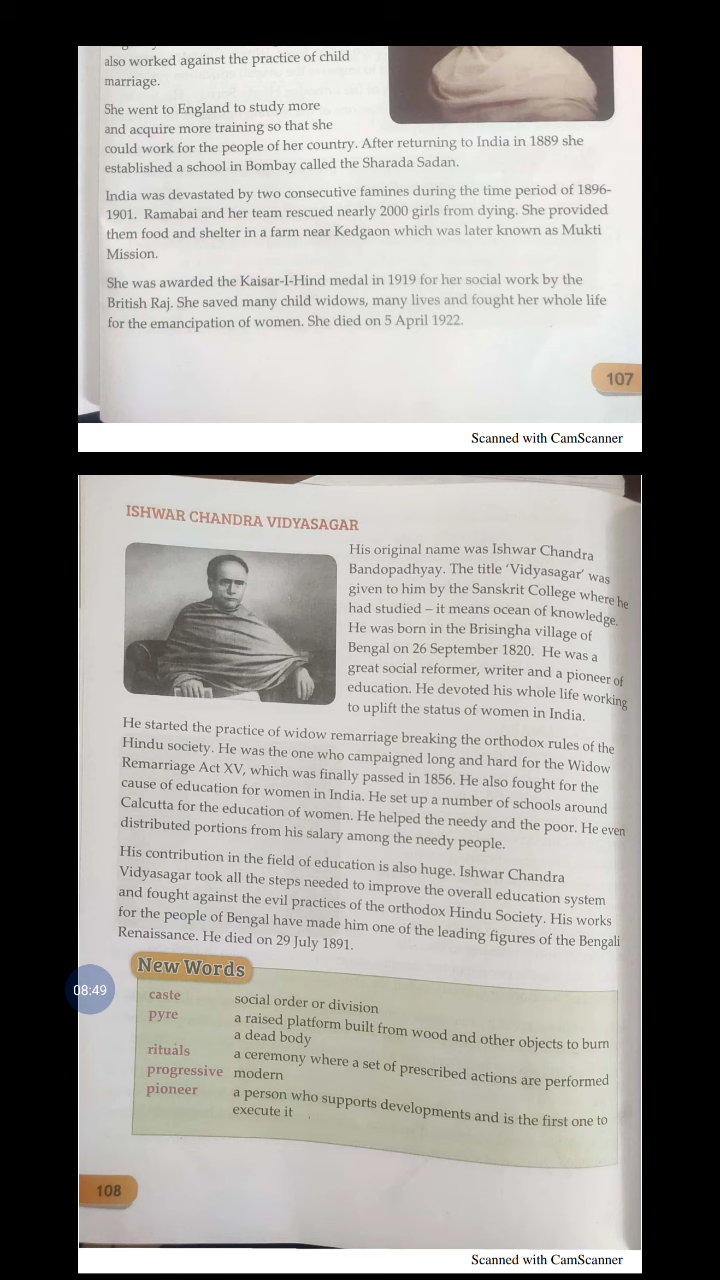 also worked against the practice of child
marriage.
She went to England to study more
and acquire more training so that she
could work for the people of her country. After returning to India in 1889 she
established a school in Bombay called the Sharada Sadan.
India was devastated by two consecutive famines during the time period of 1896-
1901. Ramabai and her team rescued nearly 2000 girls from dying. She provided
them food and shelter in a farm near Kedgaon which was later known as Mukti
Mission.
She was awarded the Kaisar-I-Hind medal in 1919 for her social work by the
British Raj. She saved many child widows, many lives and fought her whole life
for the emancipation of women. She died on 5 April 1922.
107
Scanned with CamScanner
ISHWAR CHANDRA VIDYASAGAR
His original name was Ishwar Chandra
Bandopadhyay. The title ‘Vidyasagar’ was
given to him by the Sanskrit College where he
had studied – it means ocean of knowledge.
He was born in the Brisingha village of
Bengal on 26 September 1820. He was a
great social reformer, writer and a pioneer of
education. He devoted his whole life working
to uplift the status of women in India.
He started the practice of widow remarriage breaking the orthodox rules of the
Hindu society. He was the one who campaigned long and hard for the Widow
Remarriage Act XV, which was finally passed in 1856. He also fought for the
cause of education for women in India. He set up a number of schools around
Calcutta for the education of women. He helped the needy and the poor. He even
distributed portions from his salary among the needy people.
His contribution in the field of education is also huge. Ishwar Chandra
Vidyasagar took all the steps needed to improve the overall education system
and fought against the evil practices of the orthodox Hindu Society. His works
for the people of Bengal have made him one of the leading figures of the Bengali
Renaissance. He died on 29 July 1891.
New Words
08:49
caste social order or division
pyre a raised platform built from wood and other objects to burn
a dead body
rituals a ceremony where a set of prescribed actions are performed
progressive modern
pioneer a person who supports developments and is the first one to
execute it
108
Scanned with CamScanner